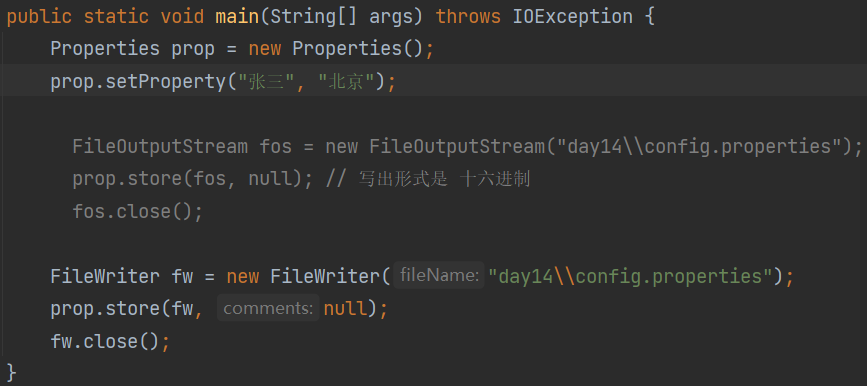 public static void main(String[] args) throws IOException {
    Properties prop = new Properties();
    prop.setProperty("张三", "北京");
      FileOutputStream fos = new FileOutputStream("day14\\config.properties");
      prop.store(fos, null); // 写出形式是 十六进制
      fos.close();
    FileWriter fw = new FileWriter( fileName: "day14\\config.properties");
    prop.store(fw, comments: null);
    fw.close();
}